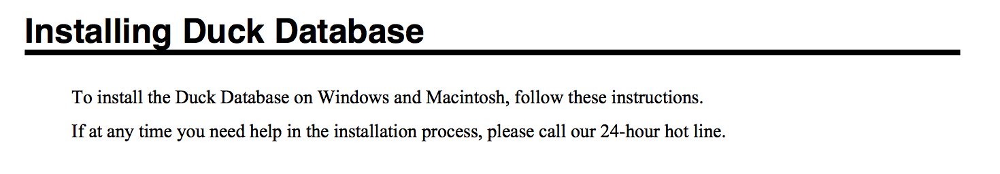 Installing Duck Database
To install the Duck Database on Windows and Macintosh, follow these instructions.
If at any time you need help in the installation process, please call our 24-hour hot line.